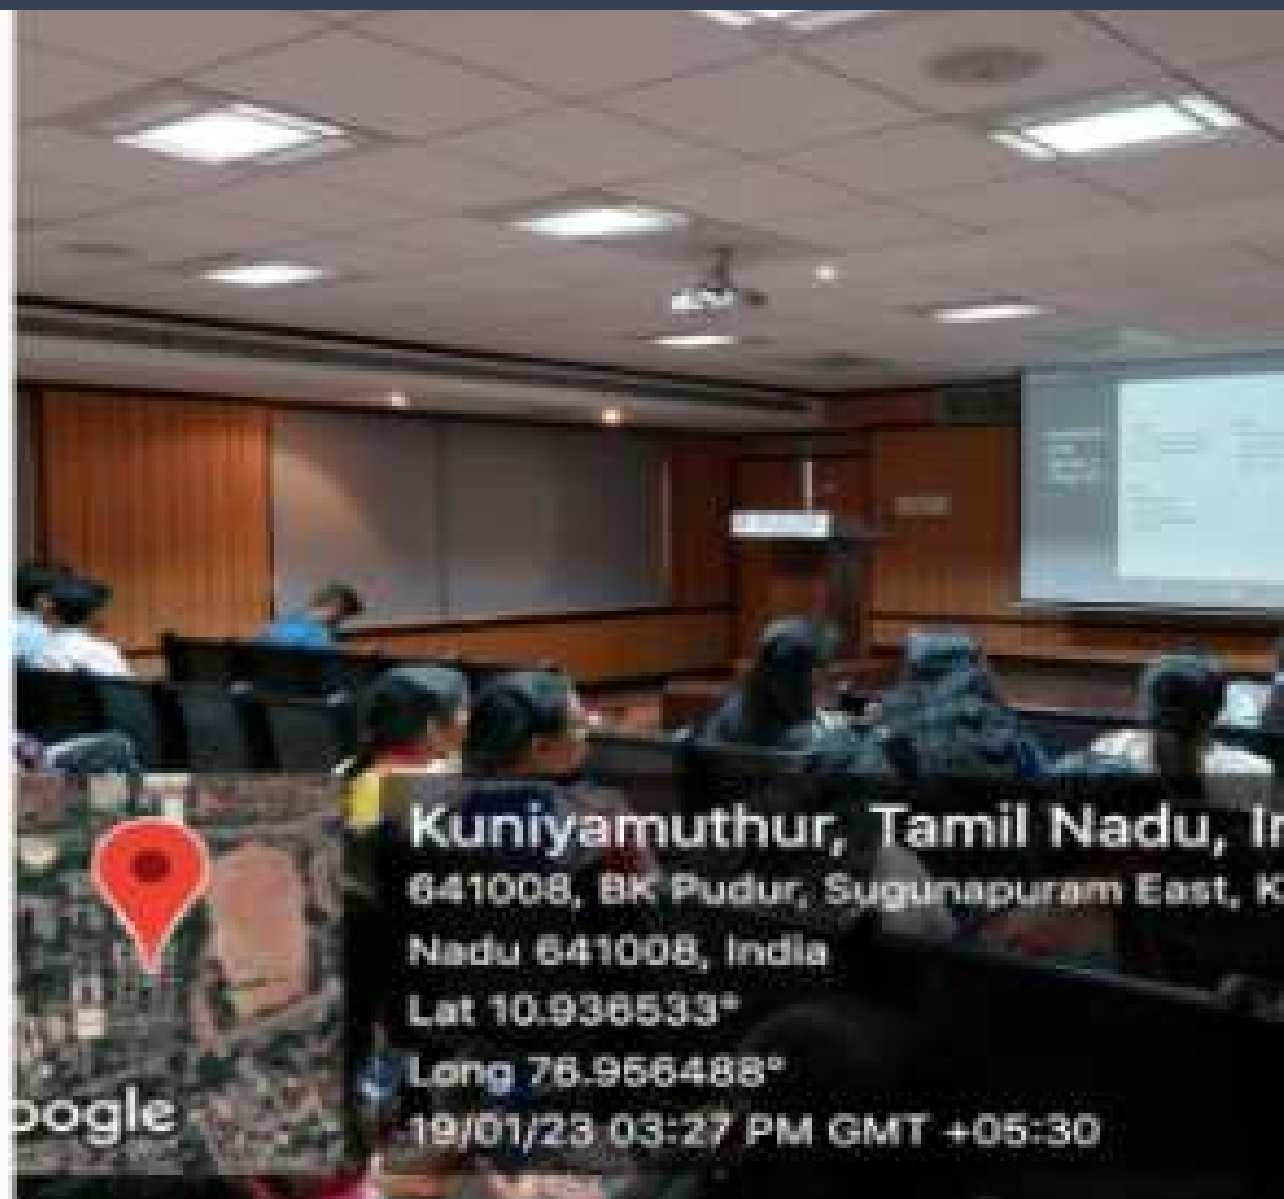 Kuniyamuthur, Tamil Nadu, In
641008, BK Pudur, Sugunapuram East, K
Nadu 641008, India
Lat 10.936533°
Long 76.956488°
19/01/23 03:27 PM GMT +05:30
oogle